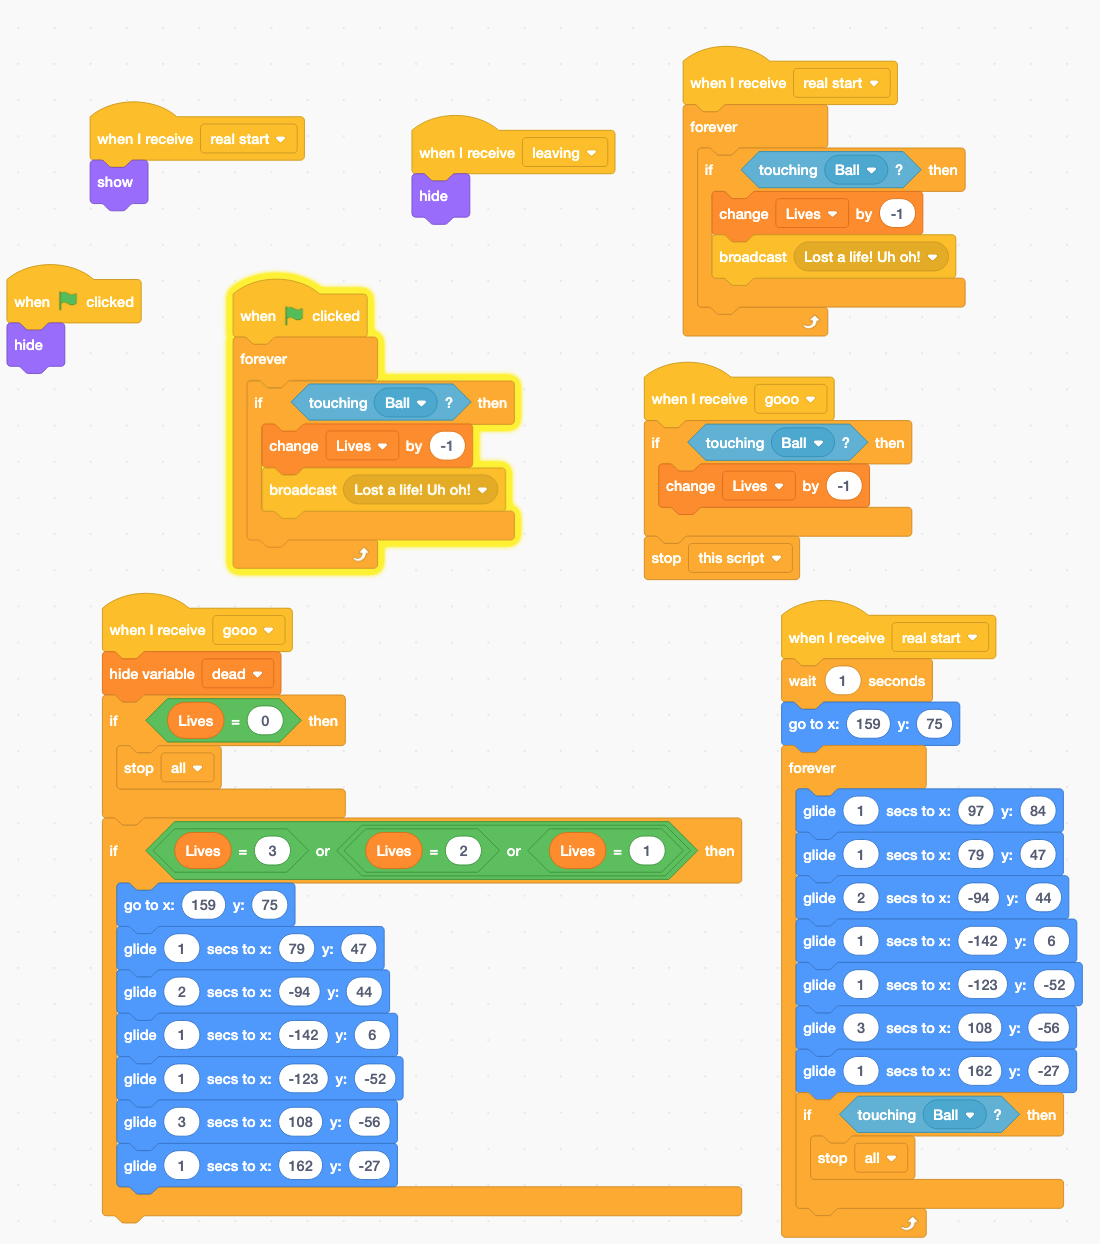 when I receive real start
show
when I receive leaving
hide
when I receive real start
forever
if touching Ball ? then
change Lives by -1
broadcast Lost a life! Uh oh!
when clicked
hide
when clicked
forever
if touching Ball ? then
change Lives by -1
broadcast Lost a life! Uh oh!
when I receive gooo
if touching Ball ? then
change Lives by -1
stop this script
when I receive gooo
hide variable dead
if Lives = 0 then
stop all
if Lives = 3 or Lives = 2 or Lives = 1 then
go to x: 159 y: 75
glide 1 secs to x: 79 y: 47
glide 2 secs to x: -94 y: 44
glide 1 secs to x: -142 y: 6
glide 1 secs to x: -123 y: -52
glide 3 secs to x: 108 y: -56
glide 1 secs to x: 162 y: -27
when I receive real start
wait 1 seconds
go to x: 159 y: 75
forever
glide 1 secs to x: 97 y: 84
glide 1 secs to x: 79 y: 47
glide 2 secs to x: -94 y: 44
glide 1 secs to x: -142 y: 6
glide 1 secs to x: -123 y: -52
glide 3 secs to x: 108 y: -56
glide 1 secs to x: 162 y: -27
if touching Ball ? then
stop all